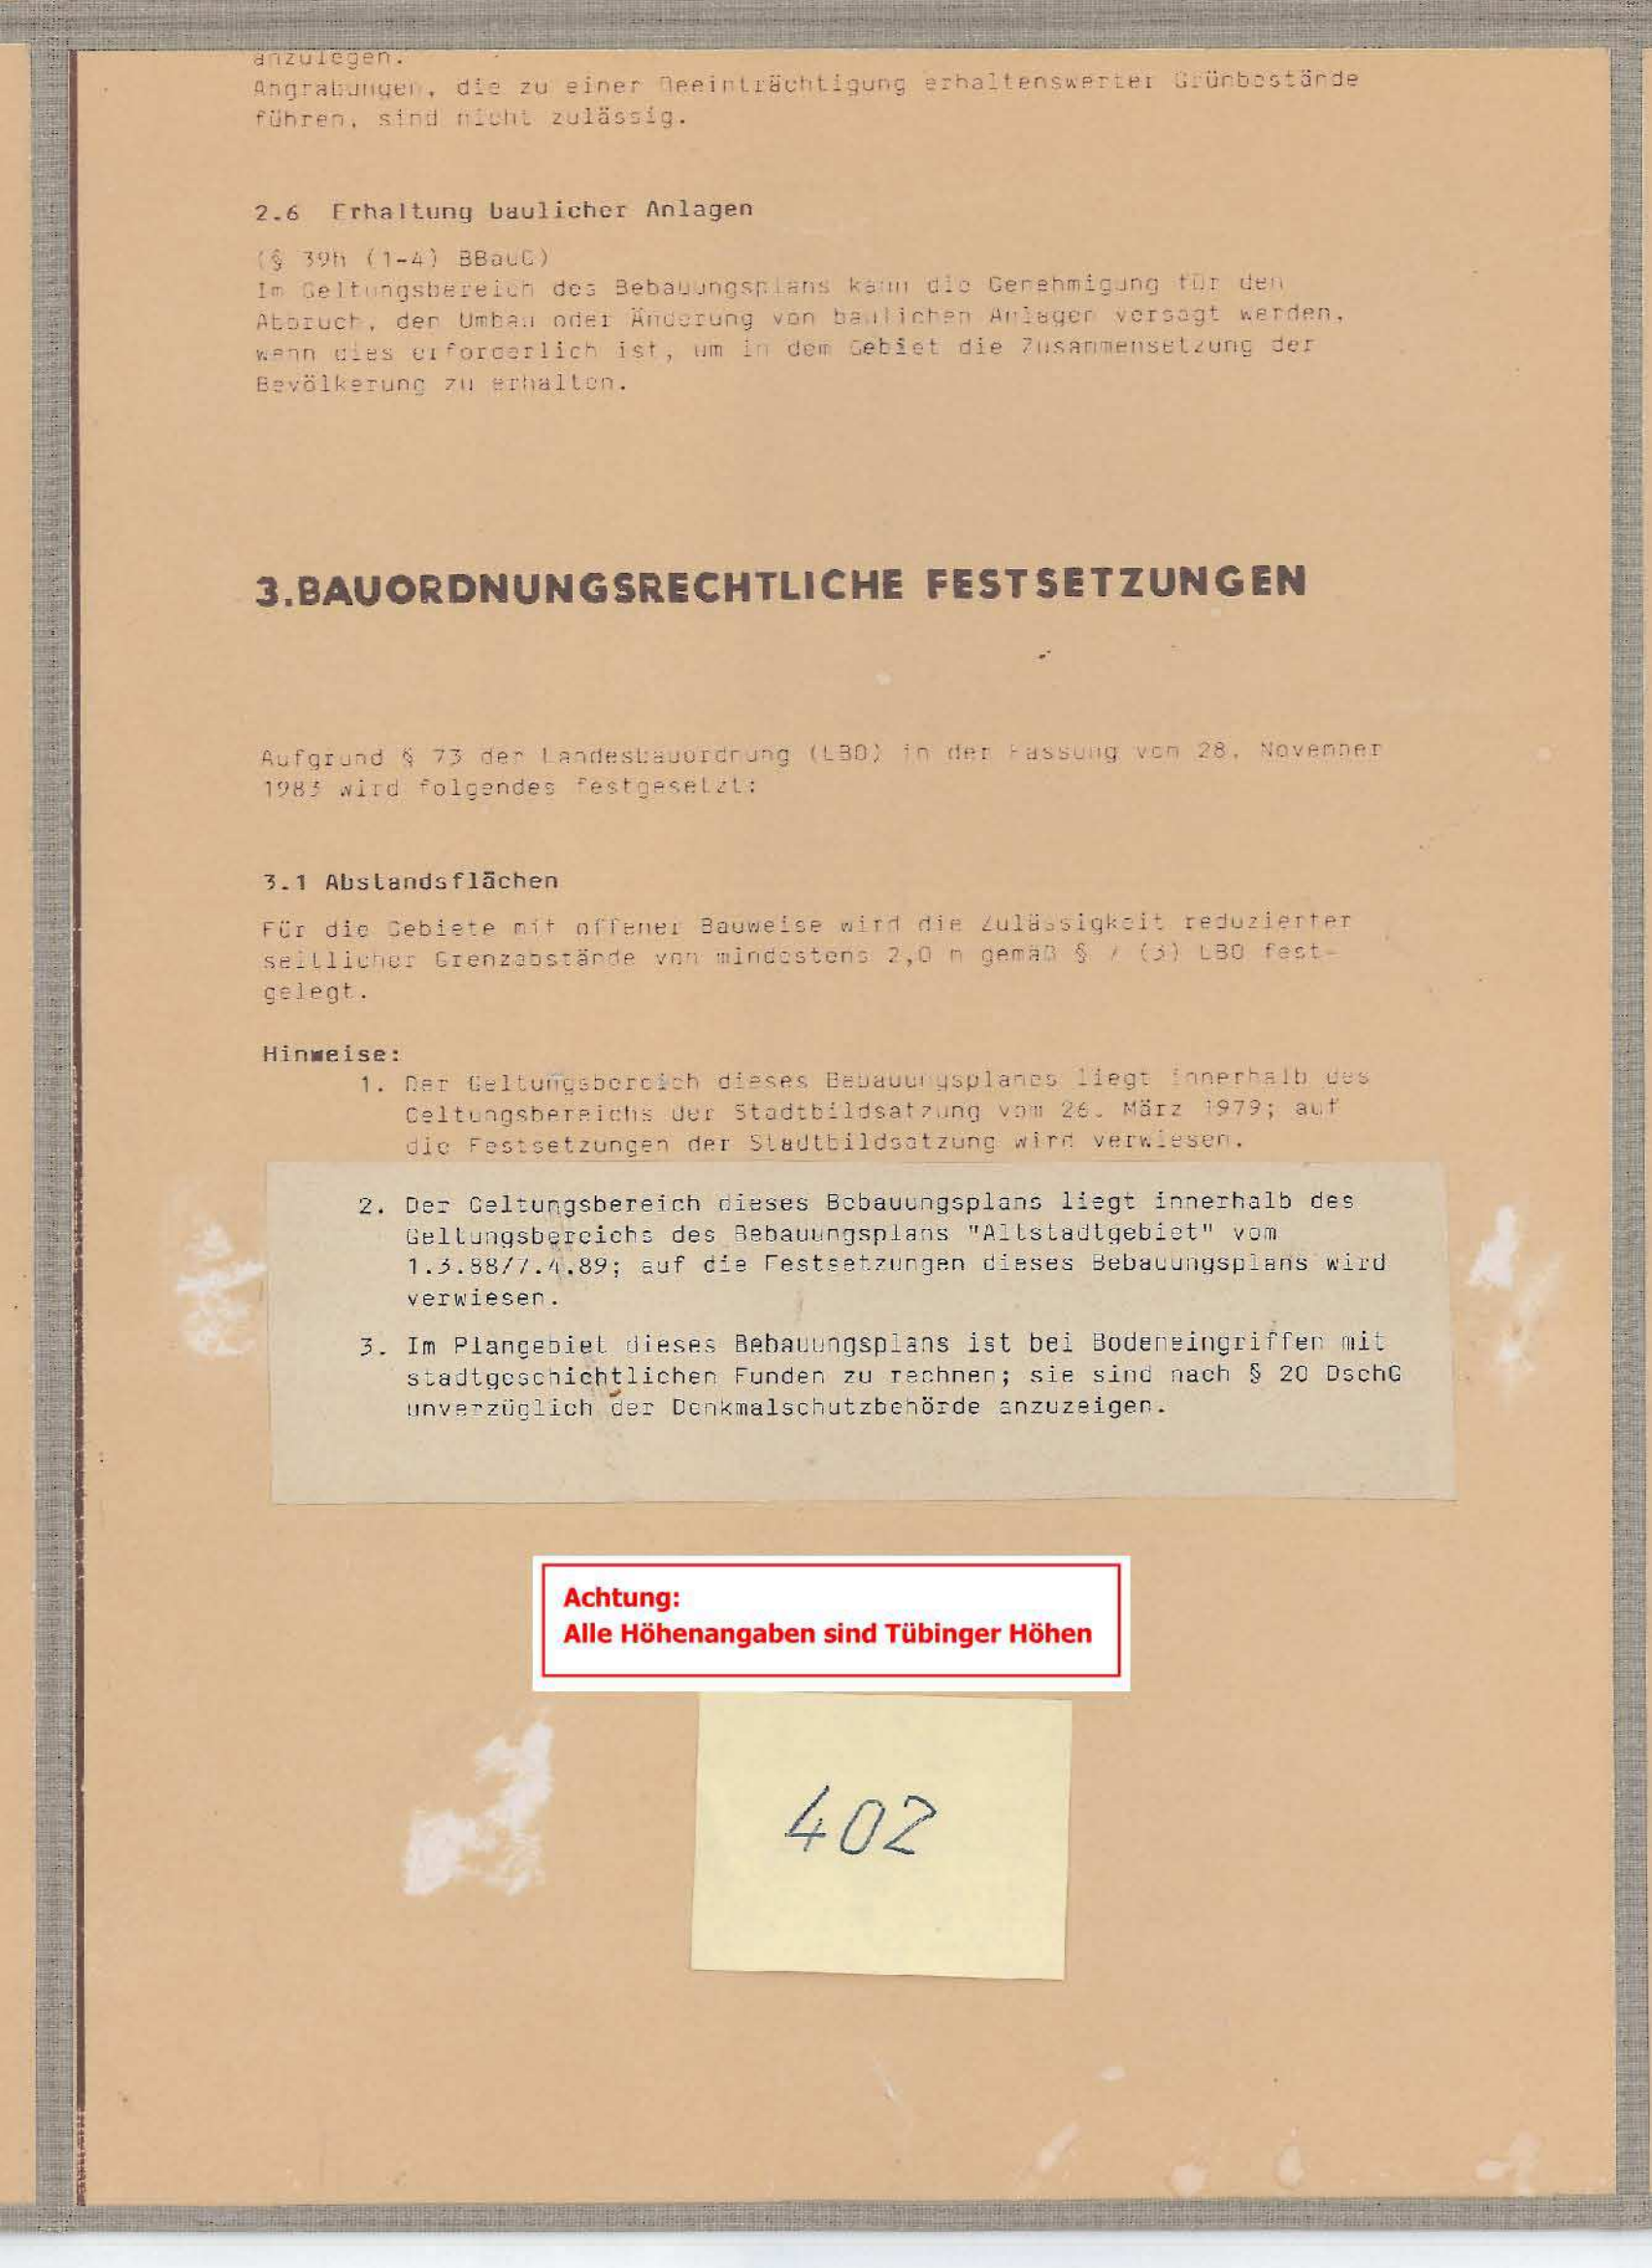 anzulegen.
Angrabungen, die zu einer Beeinträchtigung erhaltenswerter Grünbestände
führen, sind nicht zulässig.
2.6 Erhaltung baulicher Anlagen
(§ 39h (1-4) BBauG)
Im Geltungsbereich des Bebauungsplans kann die Genehmigung für den
Abbruch, den Umbau oder Änderung von baulichen Anlagen versagt werden,
wenn dies erforderlich ist, um in dem Gebiet die Zusammensetzung der
Bevölkerung zu erhalten.
3.BAUORDNUNGSRECHTLICHE FESTSETZUNGEN
Aufgrund § 73 der Landesbauordnung (LBO) in der Fassung vom 28. November
1983 wird folgendes festgesetzt:
3.1 Abstandsflächen
Für die Gebiete mit offener Bauweise wird die Zulässigkeit reduzierter
seitlicher Grenzabstände von mindestens 2,0 m gemäß § 7 (3) LBO fest-
gelegt.
Hinweise:
1. Der Geltungsbereich dieses Bebauungsplanes liegt innerhalb des
Geltungsbereichs der Stadtbildsatzung vom 26. März 1979; auf
die Festsetzungen der Stadtbildsatzung wird verwiesen.
2. Der Geltungsbereich dieses Bebauungsplans liegt innerhalb des
Geltungsbereichs des Bebauungsplans "Altstadtgebiet" vom
1.3.88/7.4.89; auf die Festsetzungen dieses Bebauungsplans wird
verwiesen.
3. Im Plangebiet dieses Bebauungsplans ist bei Bodeneingriffen mit
stadtgeschichtlichen Funden zu rechnen; sie sind nach § 20 DschG
unverzüglich der Denkmalschutzbehörde anzuzeigen.
Achtung:
Alle Höhenangaben sind Tübinger Höhen
402